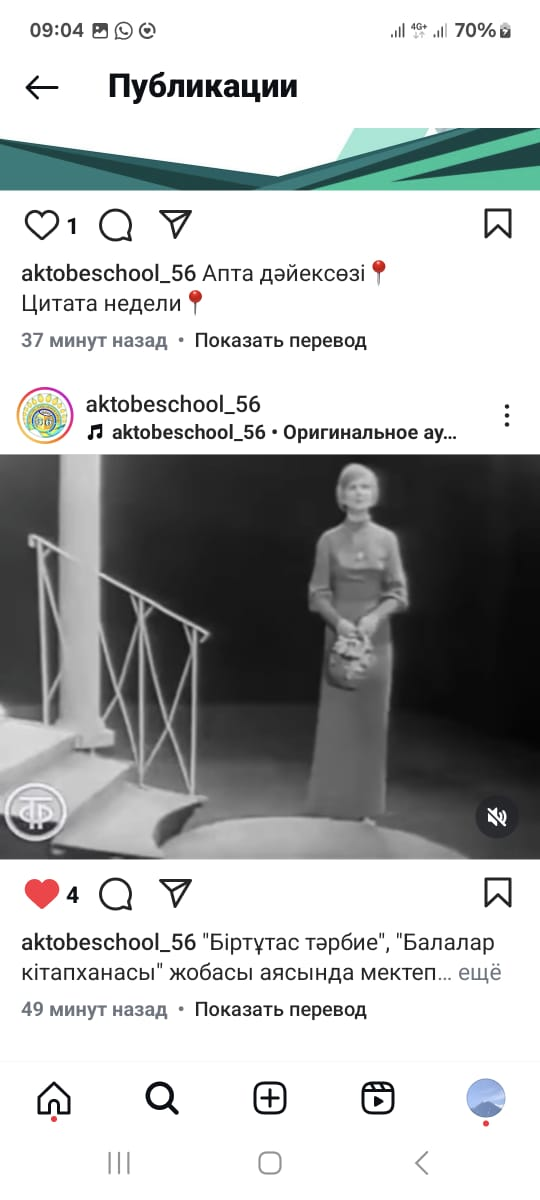 09:04
4G+
70%
Публикации
1
aktobeschool_56 Апта дәйексөзі📍
Цитата недели📍
37 минут назад • Показать перевод
aktobeschool_56
aktobeschool_56 • Оригинальное ау...
4
aktobeschool_56 "Біртұтас тәрбие", "Балалар
кітапханасы" жобасы аясында мектеп... ещё
49 минут назад • Показать перевод